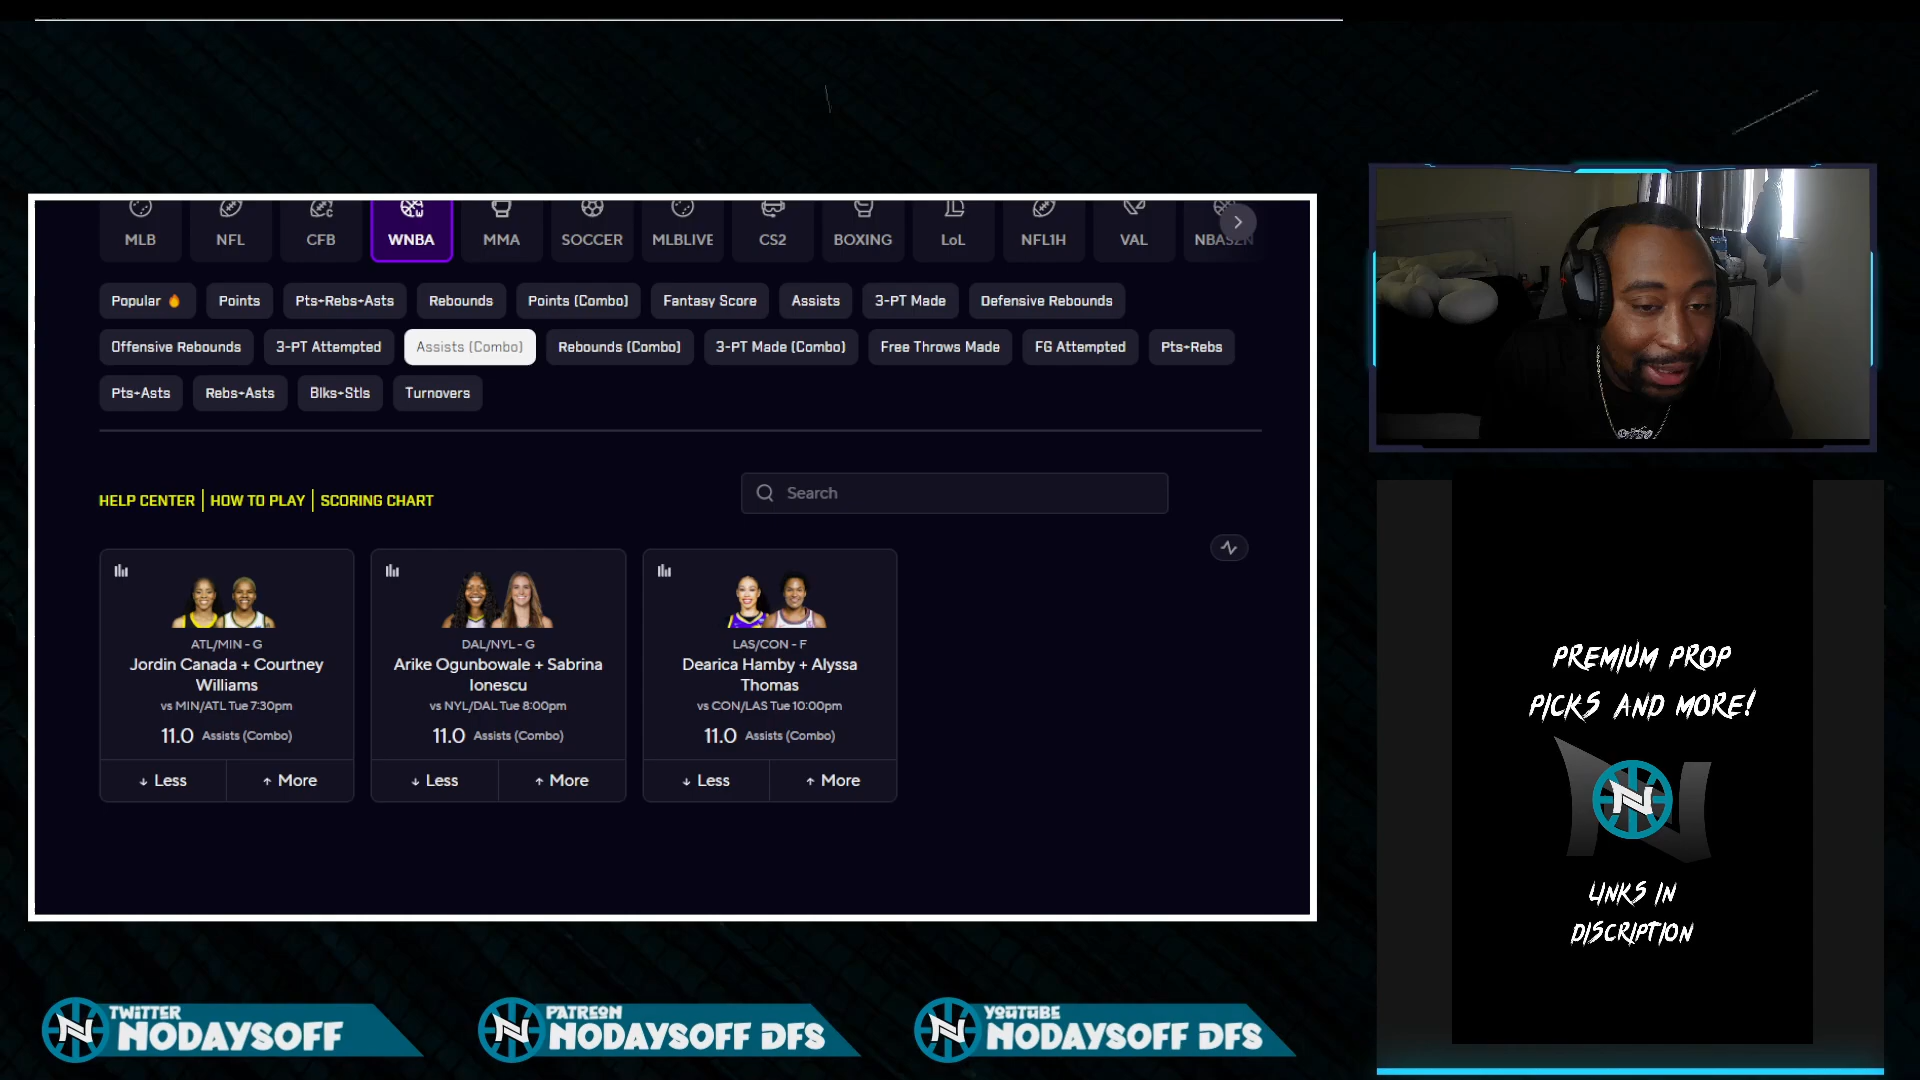 MLB
NFL
CFB
WNBA
MMA
SOCCER
MLBLIVE
CS2
BOXING
LoL
NFL1H
VAL
NBASZN
Popular
Points
Pts+Rebs+Asts
Rebounds
Points (Combo)
Fantasy Score
Assists
3-PT Made
Defensive Rebounds
Offensive Rebounds
3-PT Attempted
Assists (Combo)
Rebounds (Combo)
3-PT Made (Combo)
Free Throws Made
FG Attempted
Pts+Rebs
Pts+Asts
Rebs+Asts
Blks+Stls
Turnovers
HELP CENTER
HOW TO PLAY
SCORING CHART
Search
ATL/MIN - G
Jordin Canada + Courtney
Williams
vs MIN/ATL Tue 7:30pm
11.0 Assists (Combo)
Less
More
DAL/NYL - G
Arike Ogunbowale + Sabrina
Ionescu
vs NYL/DAL Tue 8:00pm
11.0 Assists (Combo)
Less
More
LAS/CON - F
Dearica Hamby + Alyssa
Thomas
vs CON/LAS Tue 10:00pm
11.0 Assists (Combo)
Less
More
PREMIUM PROP
PICKS AND MORE!
N
LINKS IN
DISCRIPTION
N
TWITTER
NODAYSOFF
N
PATREON
NODAYSOFF DFS
N
YOUTUBE
NODAYSOFF DFS